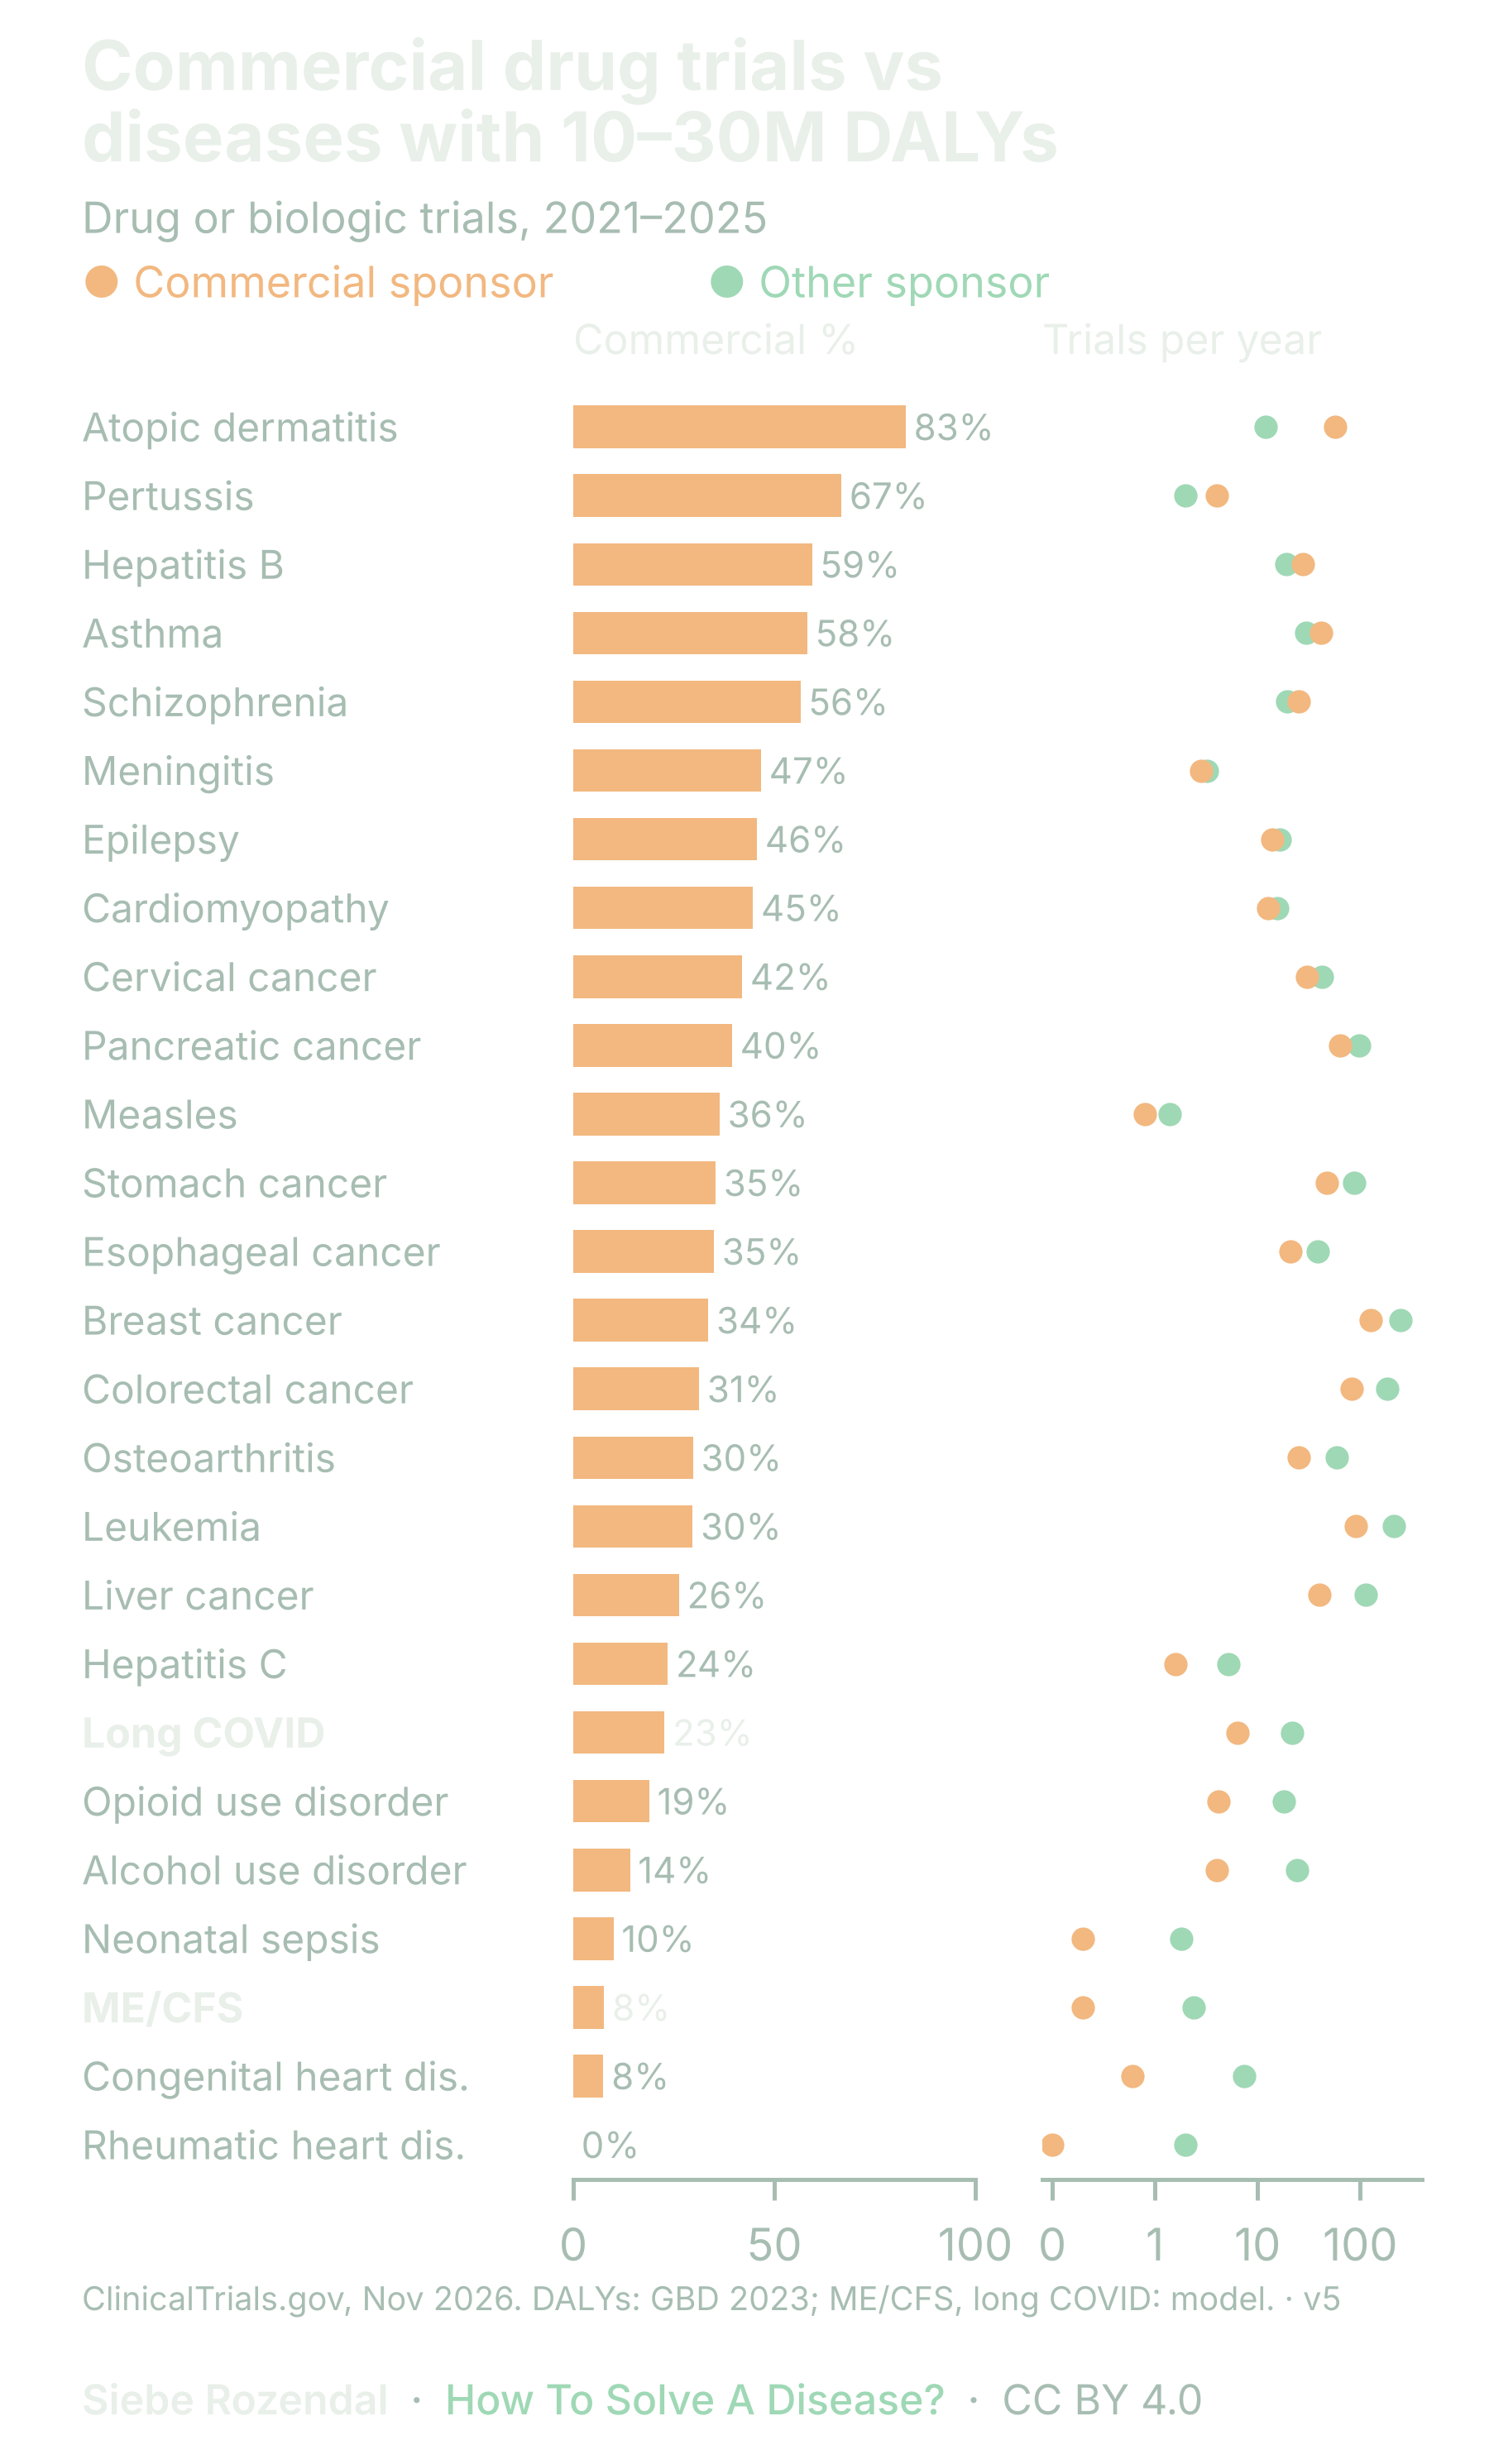 Commercial drug trials vs
diseases with 10–30M DALYs
Drug or biologic trials, 2021–2025
Commercial sponsor Other sponsor
Commercial % Trials per year
Atopic dermatitis 83%
Pertussis 67%
Hepatitis B 59%
Asthma 58%
Schizophrenia 56%
Meningitis 47%
Epilepsy 46%
Cardiomyopathy 45%
Cervical cancer 42%
Pancreatic cancer 40%
Measles 36%
Stomach cancer 35%
Esophageal cancer 35%
Breast cancer 34%
Colorectal cancer 31%
Osteoarthritis 30%
Leukemia 30%
Liver cancer 26%
Hepatitis C 24%
Long COVID 23%
Opioid use disorder 19%
Alcohol use disorder 14%
Neonatal sepsis 10%
ME/CFS 8%
Congenital heart dis. 8%
Rheumatic heart dis. 0%
0 50 100 0 1 10 100
ClinicalTrials.gov, Nov 2026. DALYs: GBD 2023; ME/CFS, long COVID: model. · v5
Siebe Rozendal · How To Solve A Disease? · CC BY 4.0